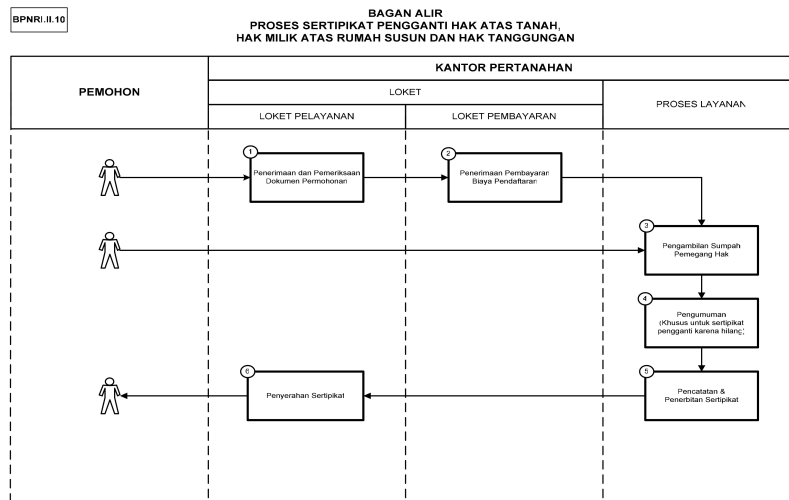 BPNRI.II.10
BAGAN ALIR
PROSES SERTIPIKAT PENGGANTI HAK ATAS TANAH,
HAK MILIK ATAS RUMAH SUSUN DAN HAK TANGGUNGAN
PEMOHON
KANTOR PERTANAHAN
LOKET
PROSES LAYANAN
LOKET PELAYANAN
LOKET PEMBAYARAN
1
Penerimaan dan Pemeriksaan
Dokumen Permohonan
2
Penerimaan Pembayaran
Biaya Pendaftaran
3
Pengambilan Sumpah
Pemegang Hak
4
Pengumuman
(Khusus untuk sertipikat
pengganti karena hilang)
5
Pencatatan &
Penerbitan Sertipikat
6
Penyerahan Sertipikat